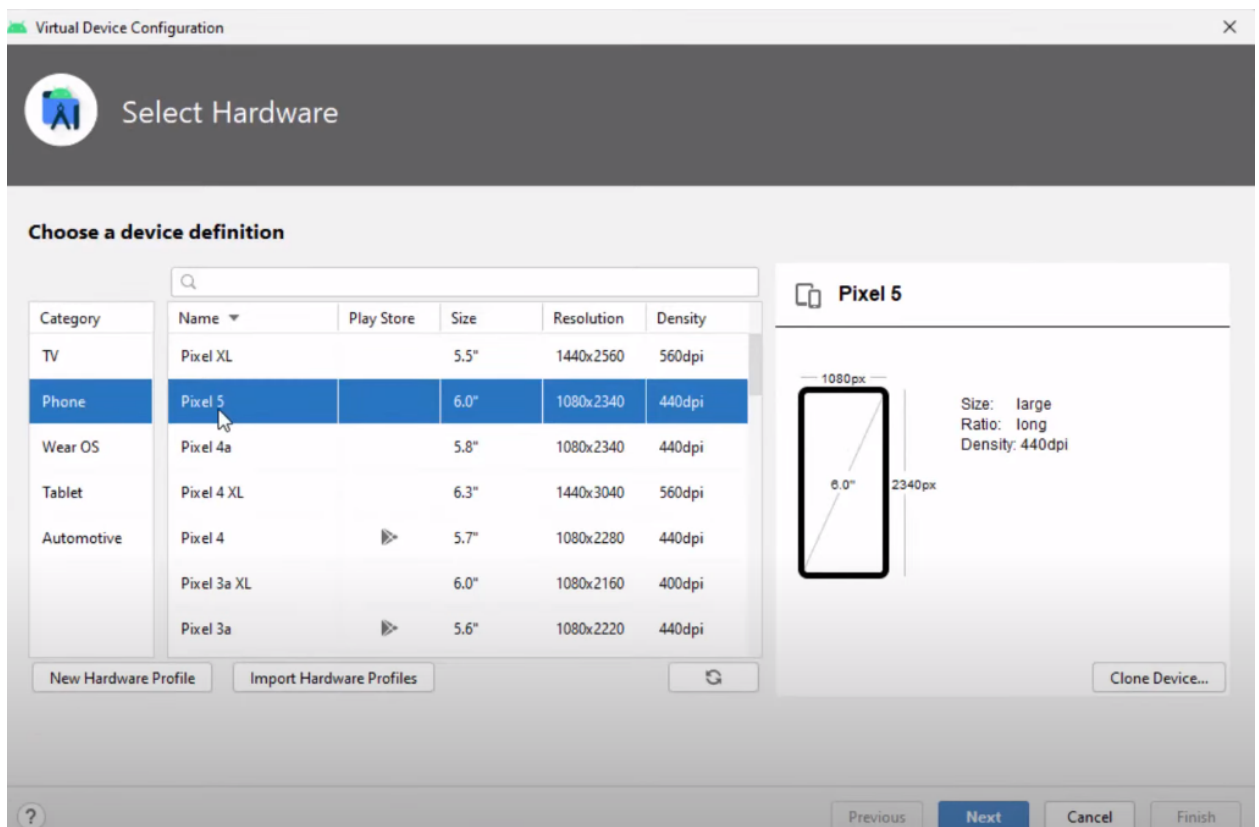 Virtual Device Configuration
Select Hardware
Choose a device definition
Category
TV
Phone
Wear OS
Tablet
Automotive
Name Play Store Size Resolution Density
Pixel XL 5.5" 1440x2560 560dpi
Pixel 5 6.0" 1080x2340 440dpi
Pixel 4a 5.8" 1080x2340 440dpi
Pixel 4 XL 6.3" 1440x3040 560dpi
Pixel 4 5.7" 1080x2280 440dpi
Pixel 3a XL 6.0" 1080x2160 400dpi
Pixel 3a 5.6" 1080x2220 440dpi
New Hardware Profile Import Hardware Profiles
Pixel 5
1080px
6.0" 2340px
Size: large
Ratio: long
Density: 440dpi
Clone Device...
? Previous Next Cancel Finish